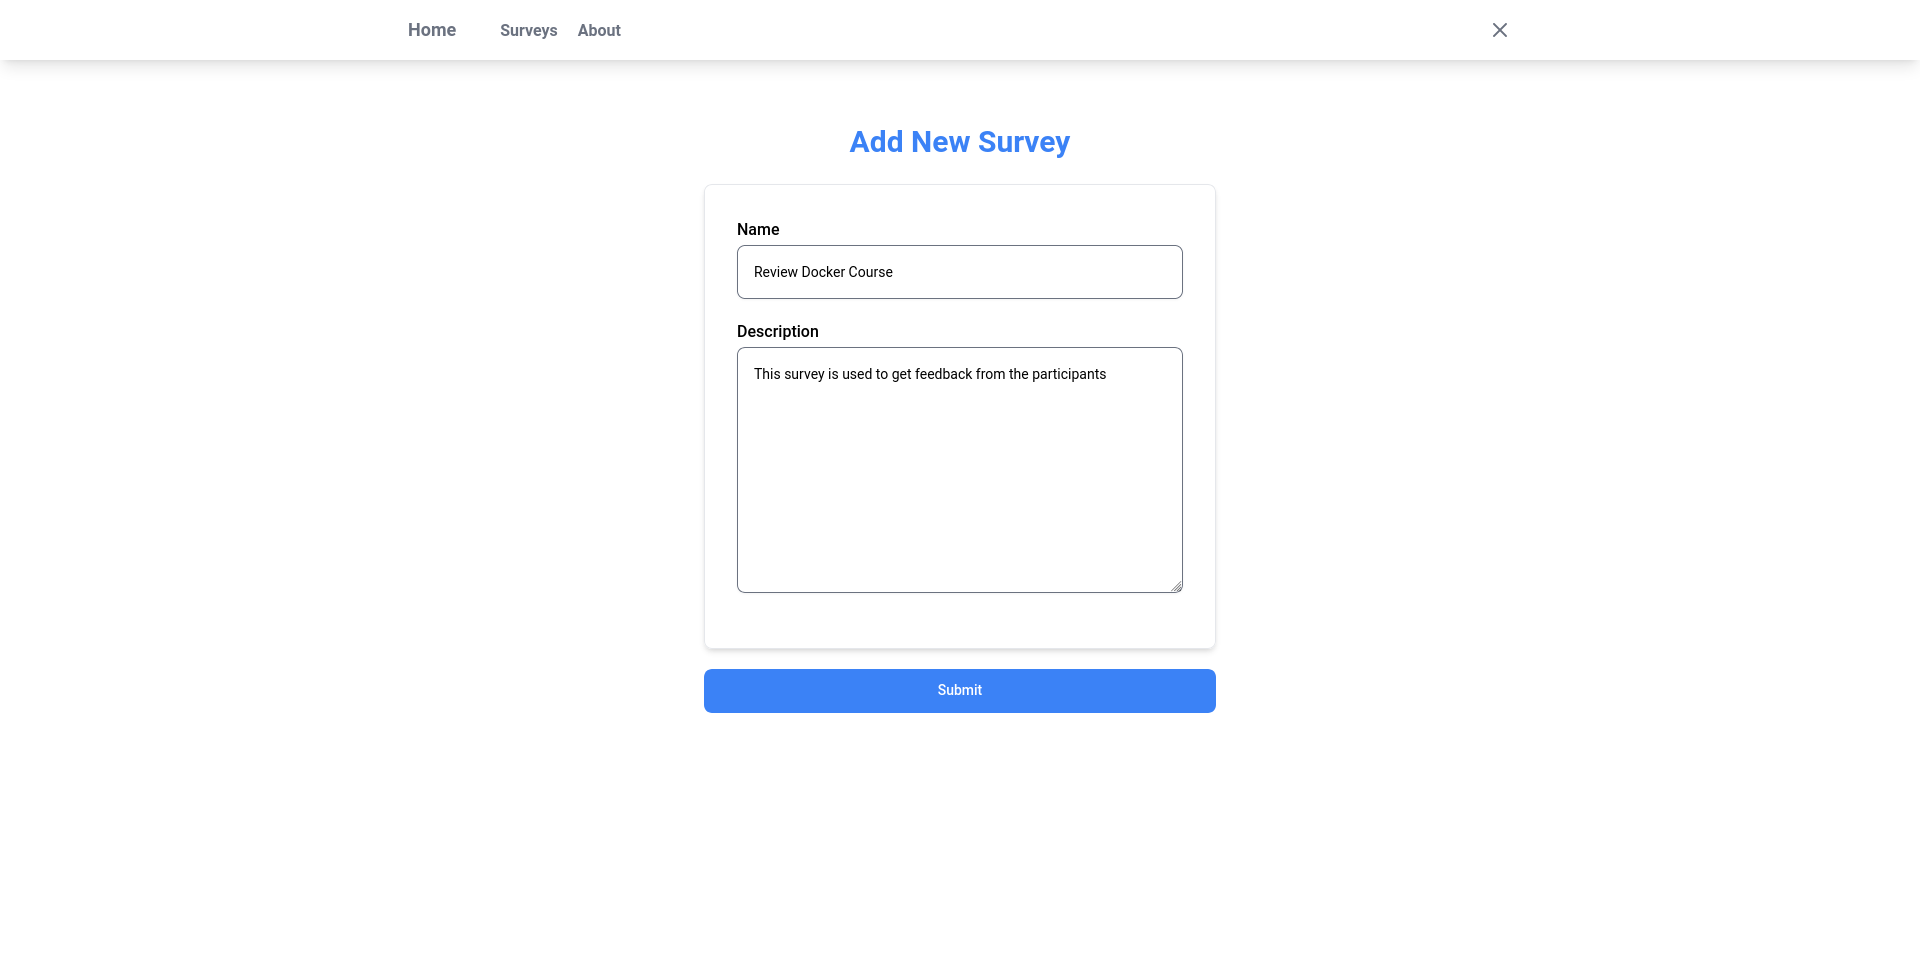 Home Surveys About
Add New Survey
Name
Review Docker Course
Description
This survey is used to get feedback from the participants
Submit